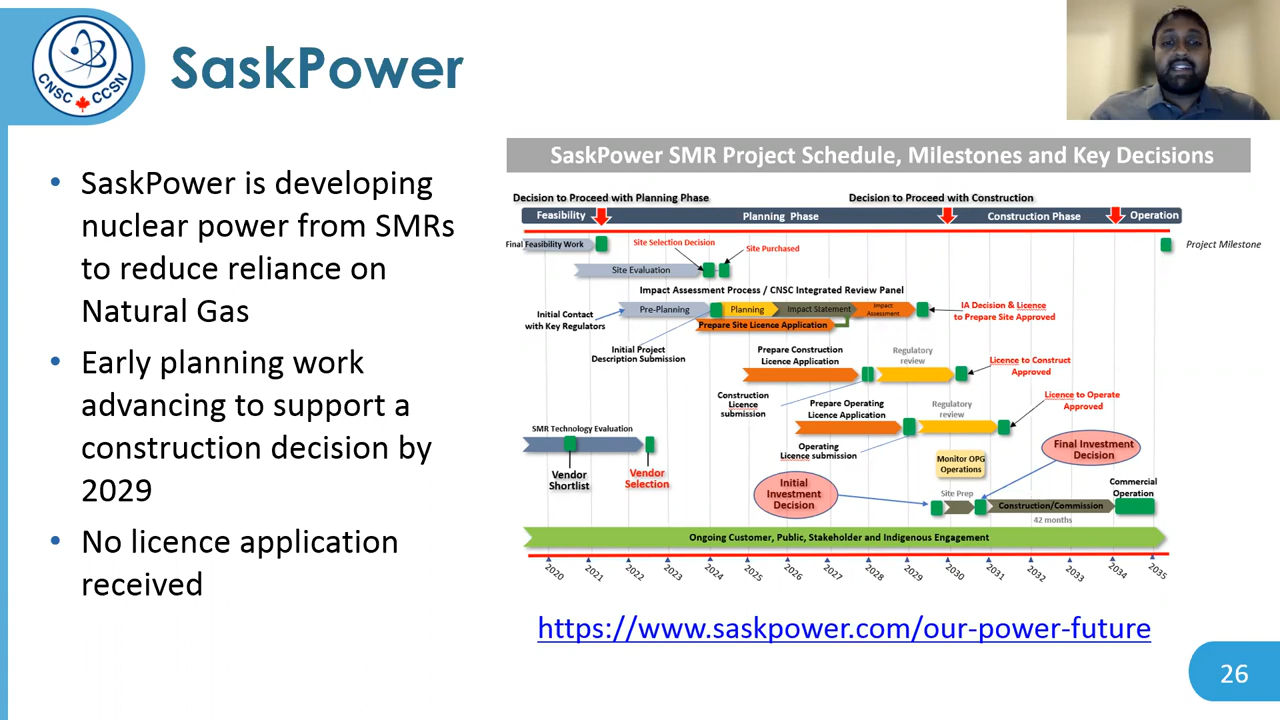 CNSC CCSN
SaskPower
• SaskPower is developing
nuclear power from SMRs
to reduce reliance on
Natural Gas
• Early planning work
advancing to support a
construction decision by
2029
• No licence application
received
SaskPower SMR Project Schedule, Milestones and Key Decisions
Decision to Proceed with Planning Phase
Decision to Proceed with Construction
Feasibility
Planning Phase
Construction Phase
Operation
Final Feasibility Work
Site Selection Decision
Site Purchased
Project Milestone
Site Evaluation
Impact Assessment Process / CNSC Integrated Review Panel
Pre-Planning
Planning
Impact Statement
Impact
Assessment
IA Decision & Licence
to Prepare Site Approved
Initial Contact
with Key Regulators
Prepare Site Licence Application
Initial Project
Description Submission
Prepare Construction
Licence Application
Regulatory
review
Licence to Construct
Approved
Construction
Licence
submission
Prepare Operating
Licence Application
Regulatory
review
Licence to Operate
Approved
SMR Technology Evaluation
Operating
Licence submission
Vendor
Shortlist
Vendor
Selection
Monitor OPG
Operations
Final Investment
Decision
Initial
Investment
Decision
Site Prep
Construction/Commission
42 months
Commercial
Operation
Ongoing Customer, Public, Stakeholder and Indigenous Engagement
2020 2021 2022 2023 2024 2025 2026 2027 2028 2029 2030 2031 2032 2033 2034 2035
https://www.saskpower.com/our-power-future
26